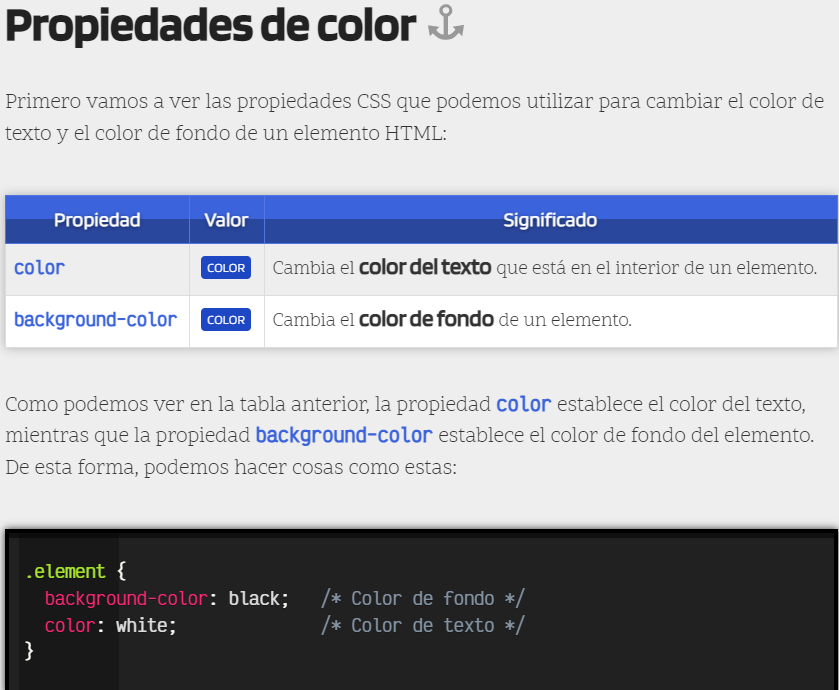 Propiedades de color
Primero vamos a ver las propiedades CSS que podemos utilizar para cambiar el color de
texto y el color de fondo de un elemento HTML:
Propiedad Valor Significado
color COLOR Cambia el color del texto que está en el interior de un elemento.
background-color COLOR Cambia el color de fondo de un elemento.
Como podemos ver en la tabla anterior, la propiedad color establece el color del texto,
mientras que la propiedad background-color establece el color de fondo del elemento.
De esta forma, podemos hacer cosas como estas:
.element {
  background-color: black;   /* Color de fondo */
  color: white;              /* Color de texto */
}